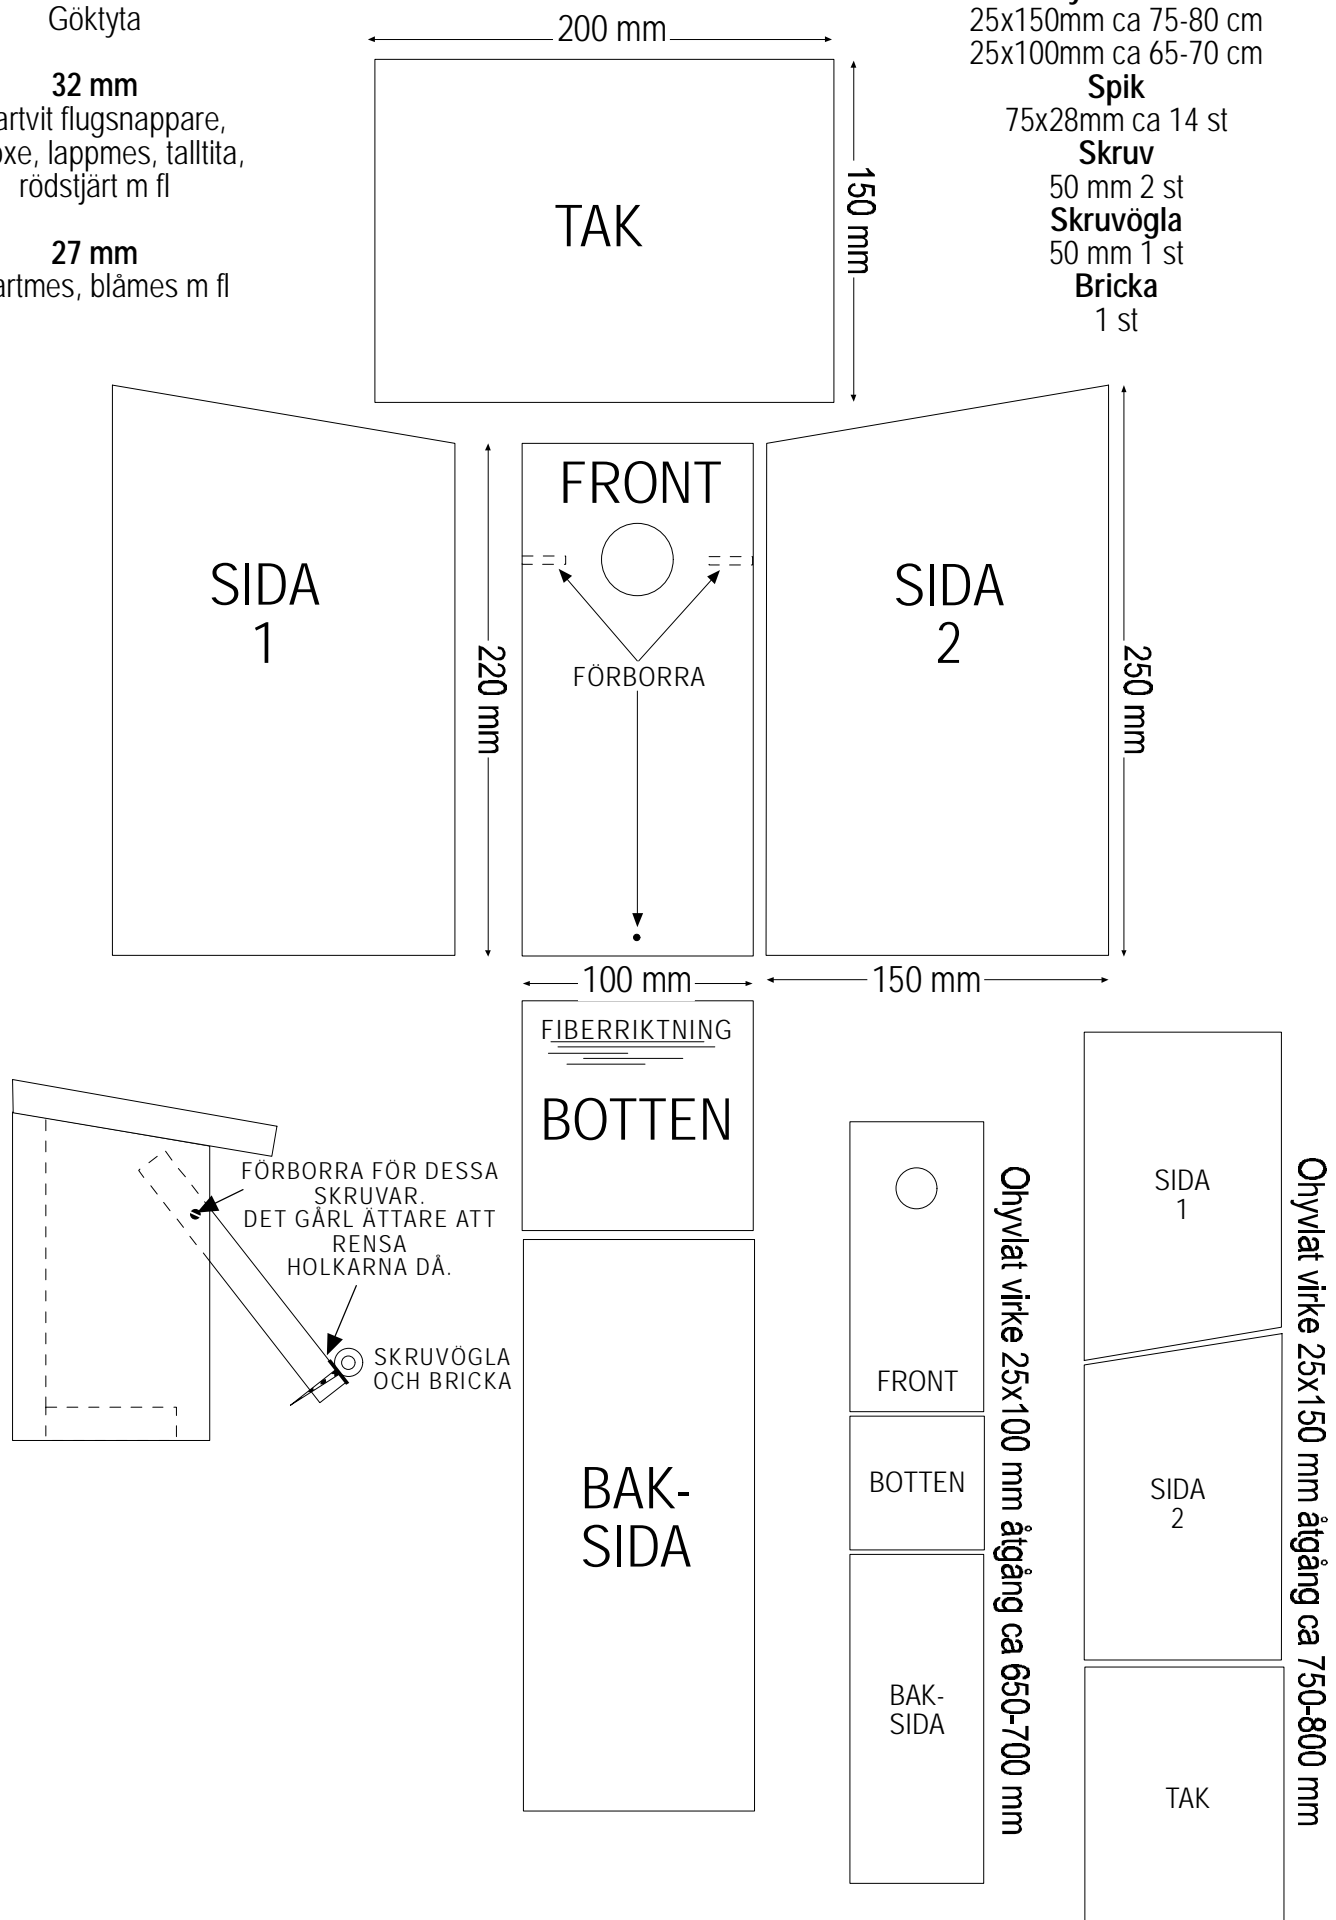 Göktyta
32 mm
artvit flugsnappare,
oxe, lappmes, talltita,
rödstjärt m fl
27 mm
artmes, blåmes m fl
200 mm
25x150mm ca 75-80 cm
25x100mm ca 65-70 cm
Spik
75x28mm ca 14 st
Skruv
50 mm 2 st
Skruvögla
50 mm 1 st
Bricka
1 st
TAK
150 mm
SIDA
1
220 mm
FRONT
FÖRBORRA
SIDA
2
250 mm
100 mm
150 mm
FIBERRIKTNING
BOTTEN
FÖRBORRA FÖR DESSA
SKRUVAR.
DET GÅRL ÄTTARE ATT
RENSA
HOLKARNA DÅ.
SKRUVÖGLA
OCH BRICKA
BAK-
SIDA
FRONT
BOTTEN
BAK-
SIDA
Ohyvlat virke 25x100 mm åtgång ca 650-700 mm
SIDA
1
SIDA
2
TAK
Ohyvlat virke 25x150 mm åtgång ca 750-800 mm